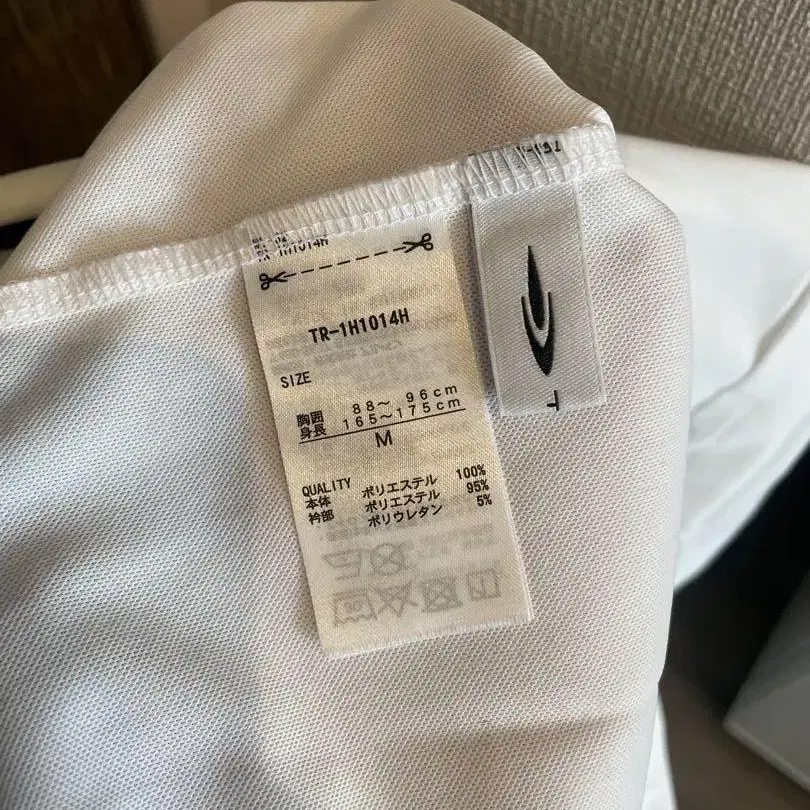 TR-1H1014H
SIZE
胸囲 88～ 96cm
身長 165～175cm
M
QUALITY
本体 ポリエステル 100%
衿部 ポリエステル 95%
ポリウレタン 5%